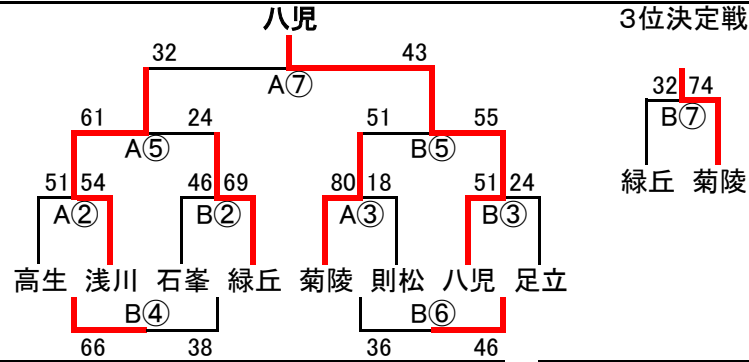 八児 3位決定戦
32 43
A⑦
32 74
B⑦
61 24 51 55
A⑤ B⑤
緑丘 菊陵
51 54 46 69 80 18 51 24
A② B② A③ B③
高生 浅川 石峯 緑丘 菊陵 則松 八児 足立
B④ B⑥
66 38 36 46